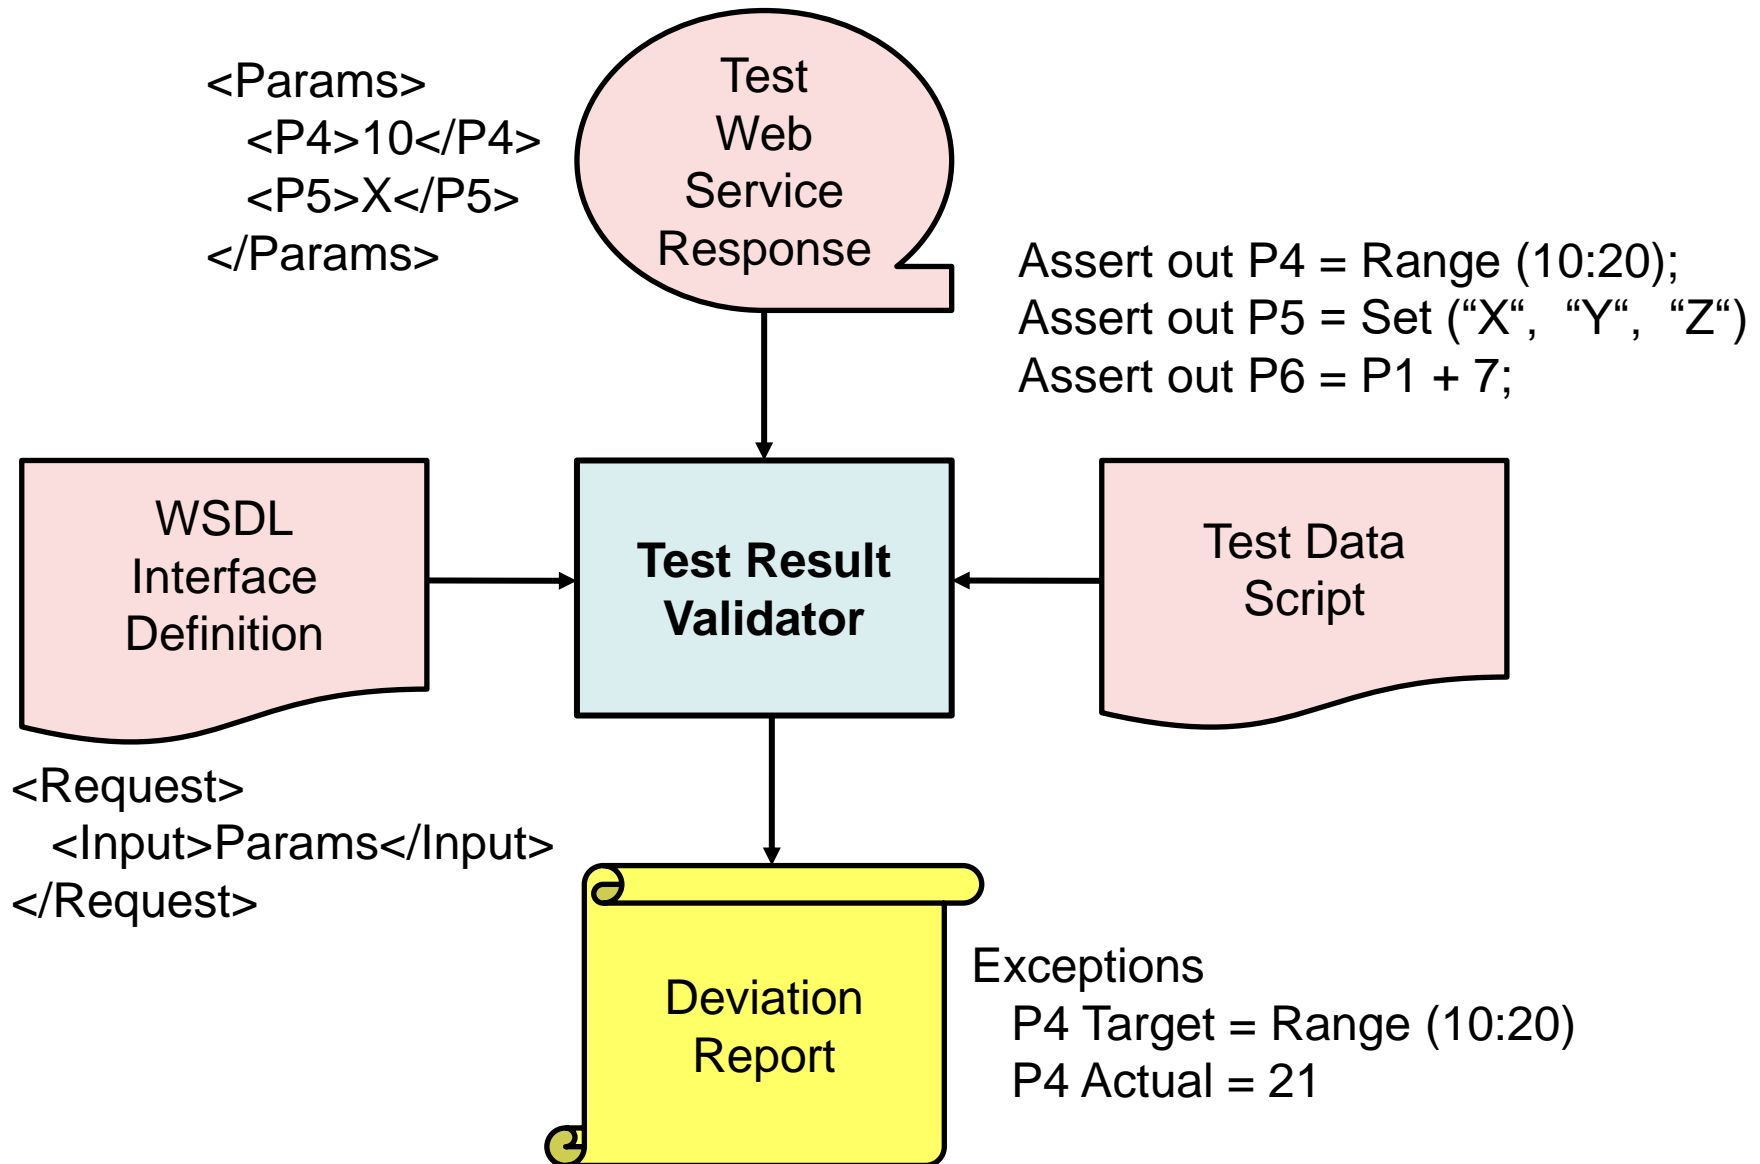 <Params>
<P4>10</P4>
<P5>X</P5>
</Params>
Test
Web
Service
Response
Assert out P4 = Range (10:20);
Assert out P5 = Set (“X“, “Y“, “Z“)
Assert out P6 = P1 + 7;
WSDL
Interface
Definition
Test Result
Validator
Test Data
Script
<Request>
<Input>Params</Input>
</Request>
Deviation
Report
Exceptions
P4 Target = Range (10:20)
P4 Actual = 21